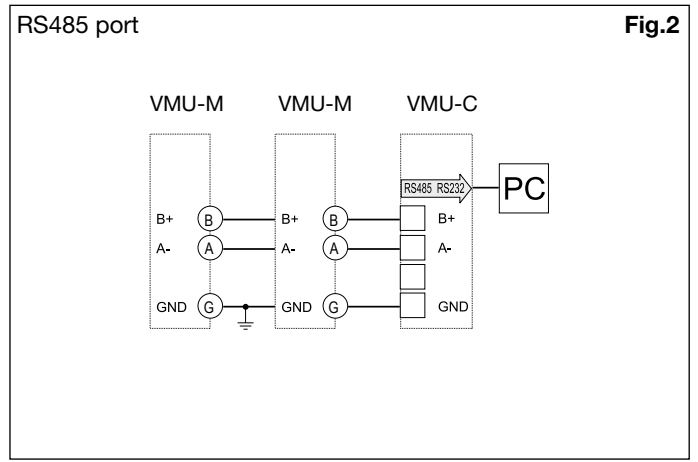 RS485 port Fig.2
VMU-M VMU-M VMU-C
RS485 RS232 PC
B+ B B+ B B+
A- A A- A A-
GND G GND G GND